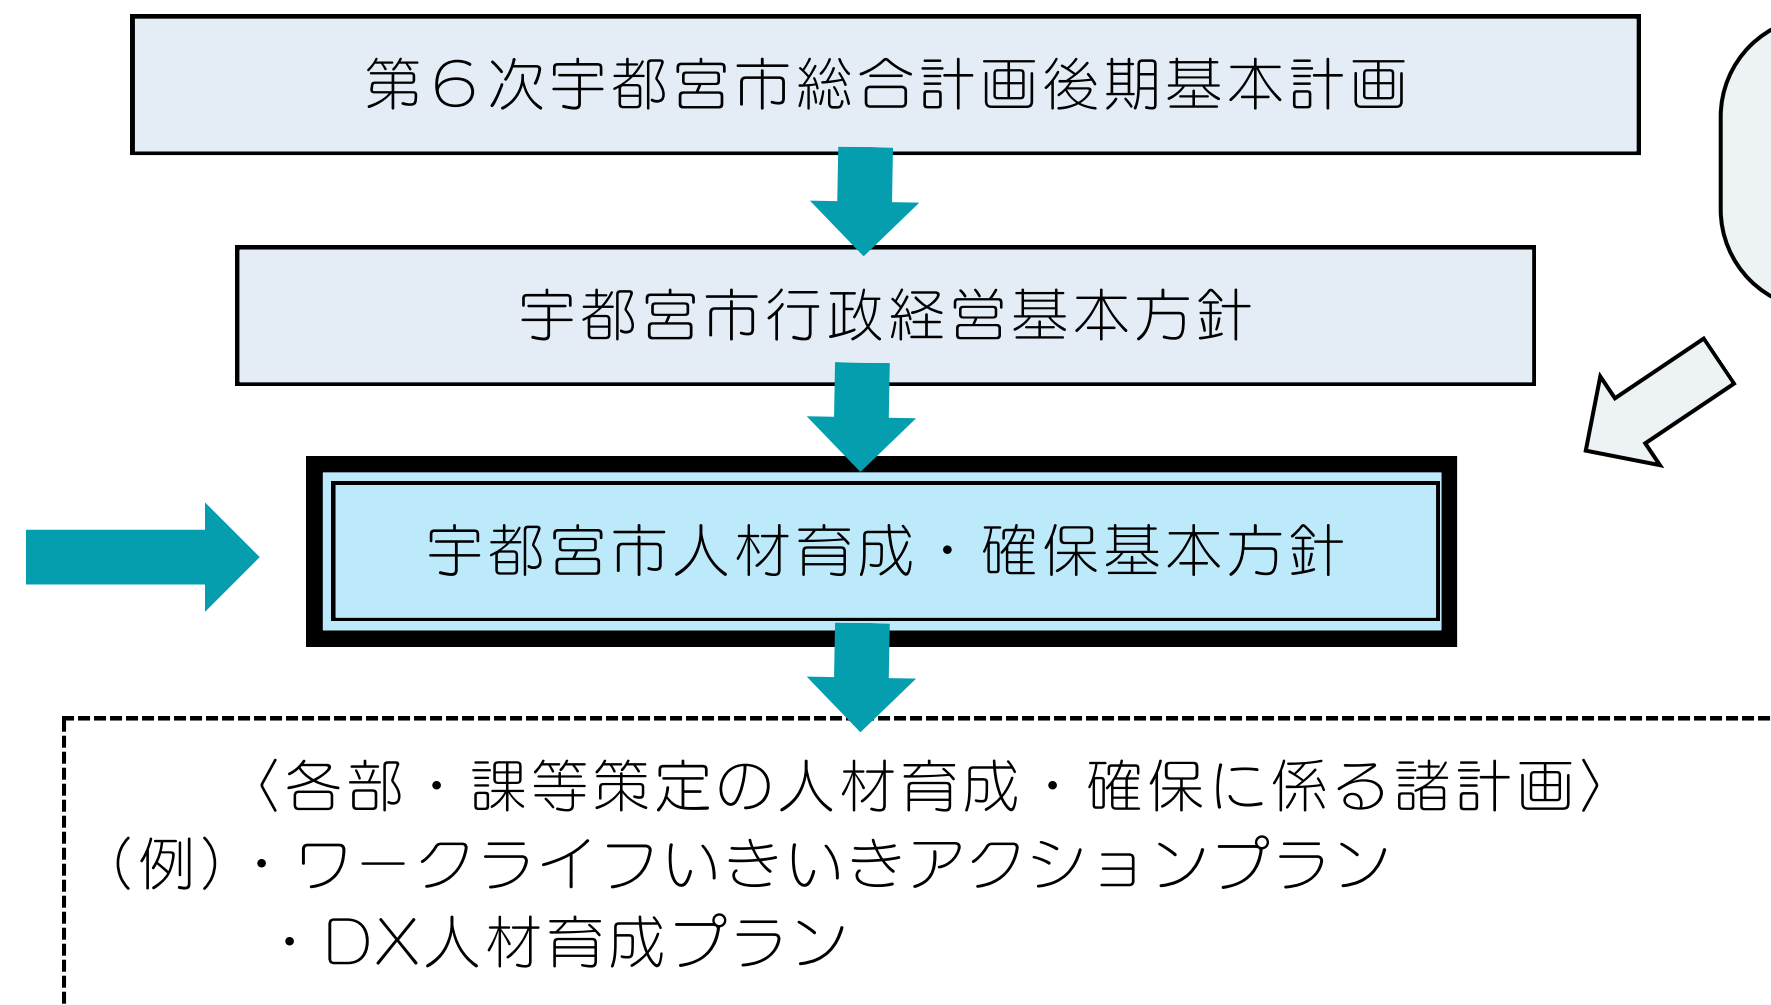 第６次宇都宮市総合計画後期基本計画
宇都宮市行政経営基本方針
宇都宮市人材育成・確保基本方針
〈各部・課等策定の人材育成・確保に係る諸計画〉
（例）・ワークライフいきいきアクションプラン
・DX人材育成プラン